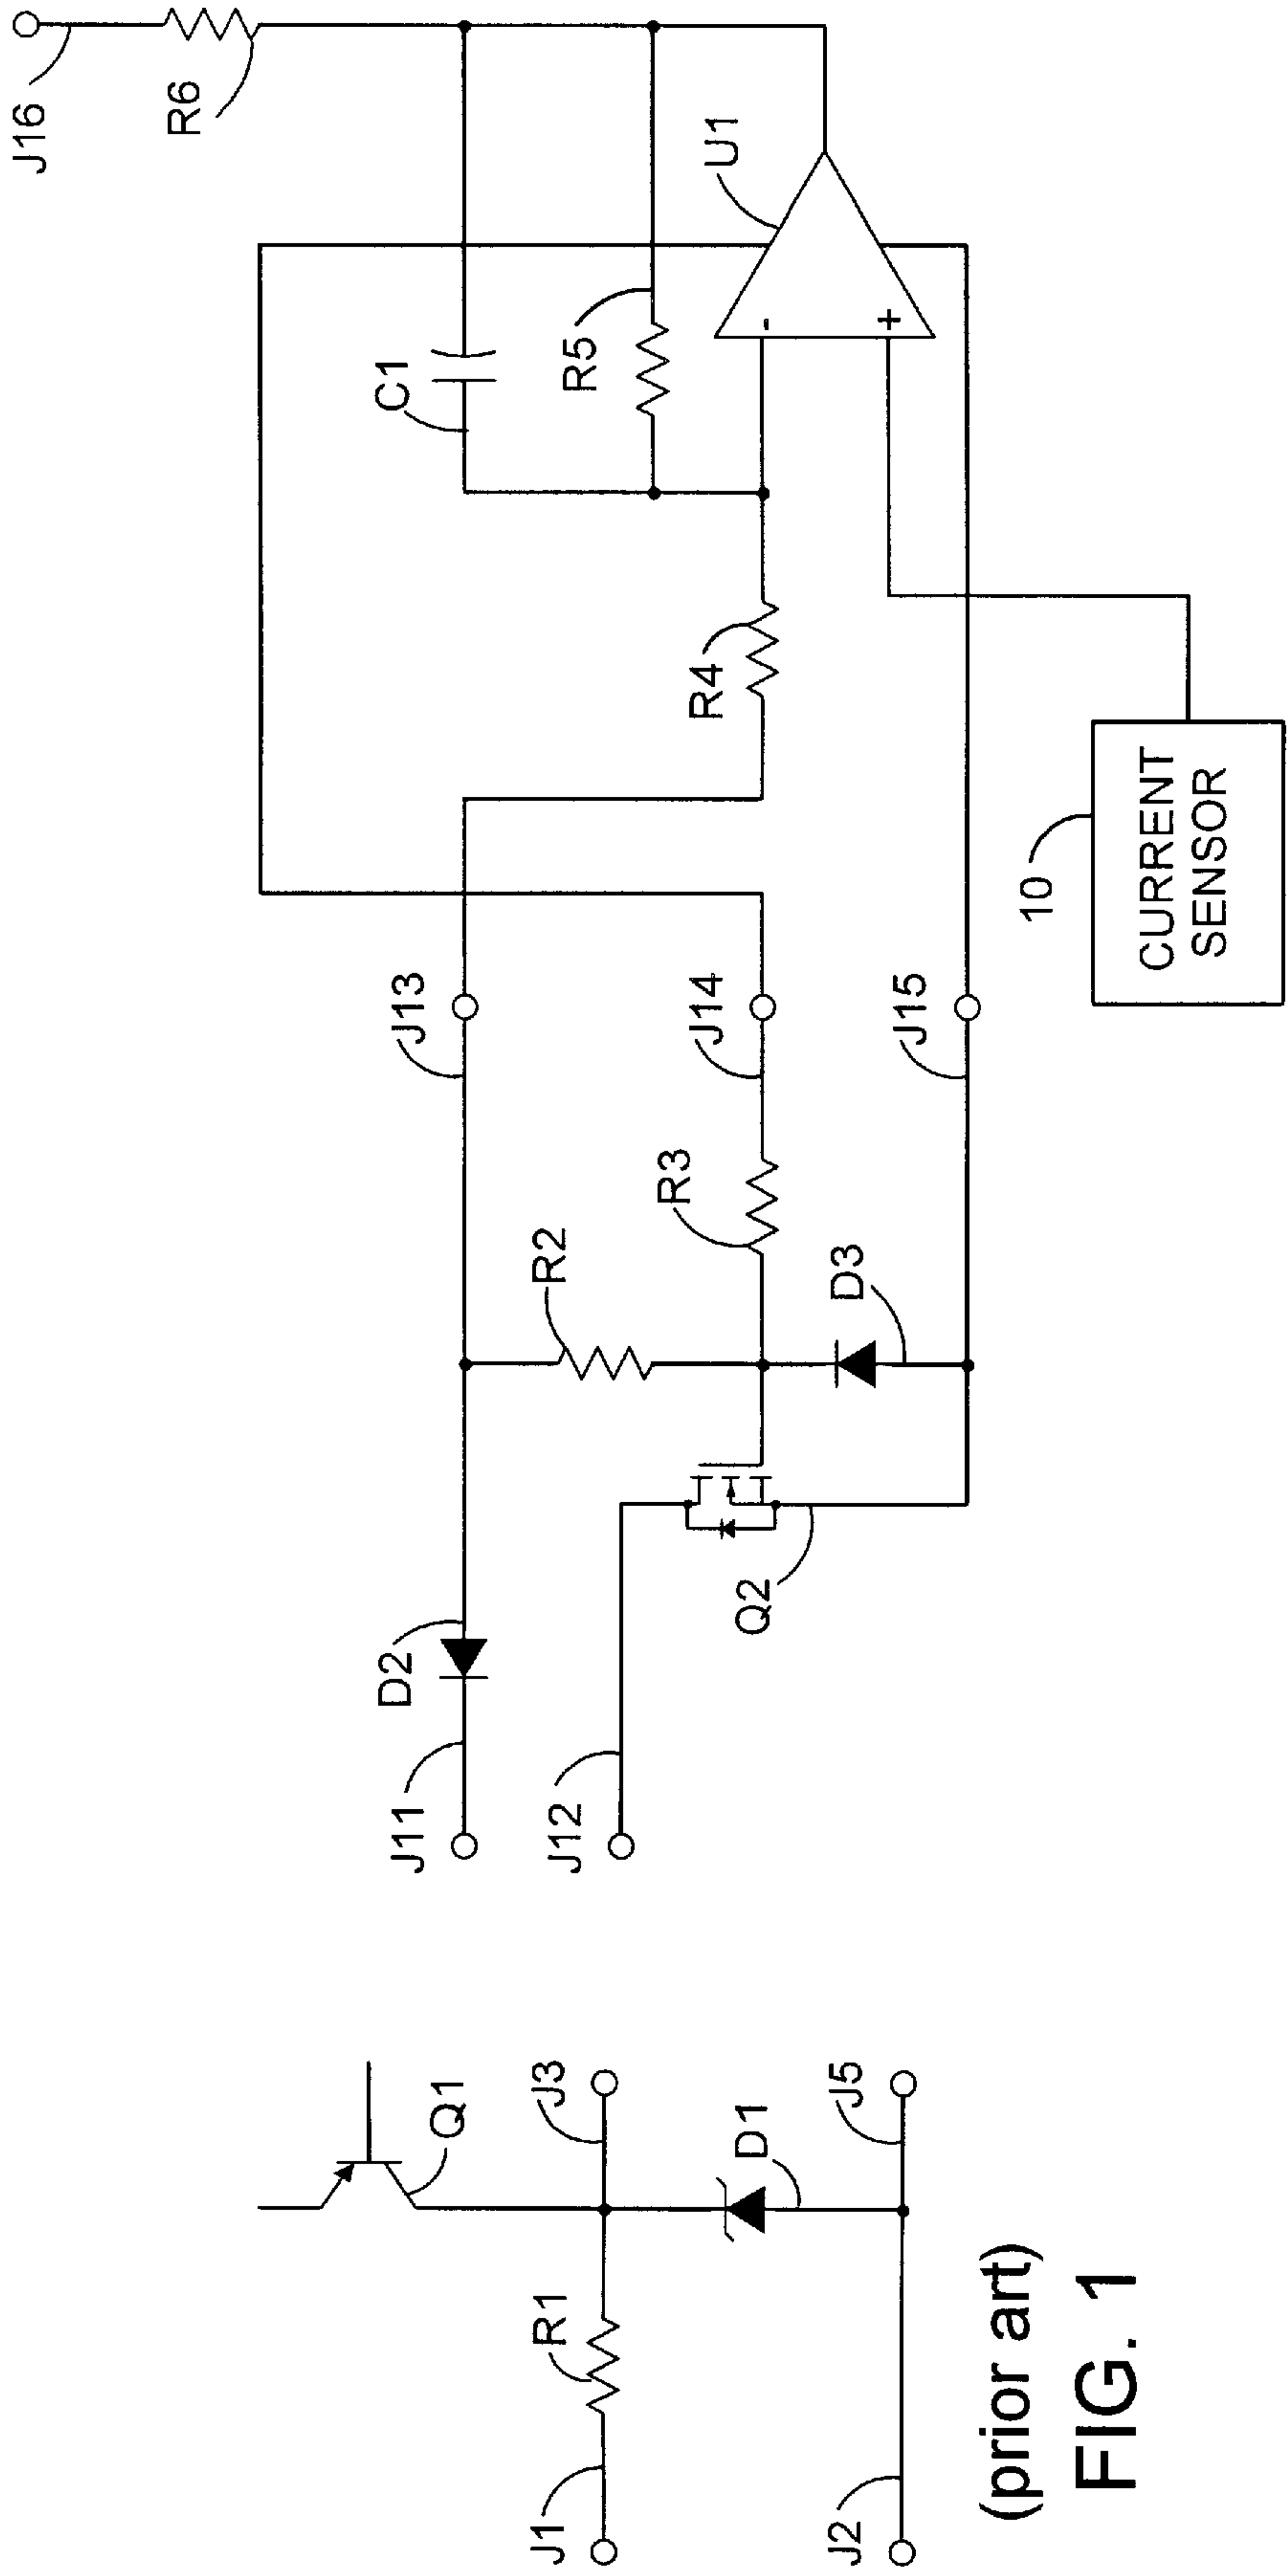 J1
R1
Q1
J3
D1
J2
J5
(prior art)
FIG. 1
J11
D2
J12
Q2
R2
R3
D3
J13
J14
J15
10
CURRENT
SENSOR
R4
C1
R5
-
+
U1
R6
J16